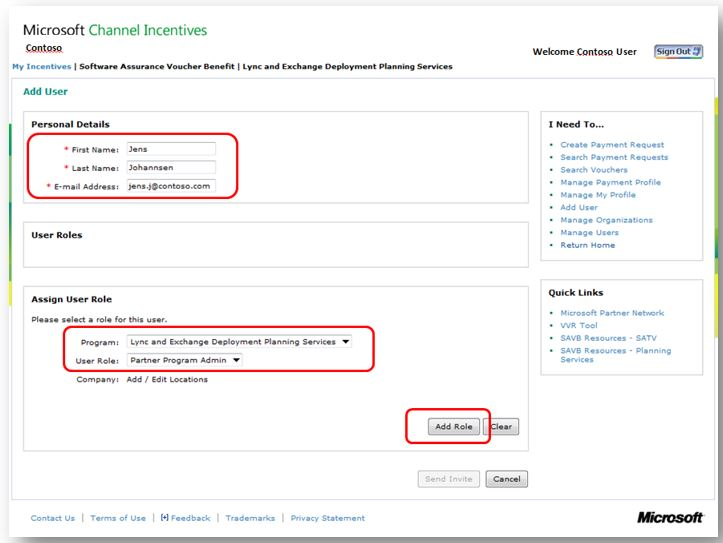 Microsoft Channel Incentives
Contoso
Welcome Contoso User
Sign Out
My Incentives | Software Assurance Voucher Benefit | Lync and Exchange Deployment Planning Services
Add User
Personal Details
* First Name: Jens
* Last Name: Johannsen
* E-mail Address: jens.j@contoso.com
User Roles
Assign User Role
Please select a role for this user.
Program: Lync and Exchange Deployment Planning Services
User Role: Partner Program Admin
Company: Add / Edit Locations
Add Role
Clear
Send Invite
Cancel
I Need To...
Create Payment Request
Search Payment Requests
Search Vouchers
Manage Payment Profile
Manage My Profile
Add User
Manage Organizations
Manage Users
Return Home
Quick Links
Microsoft Partner Network
VVR Tool
SAVB Resources - SATV
SAVB Resources - Planning
Services
Contact Us | Terms of Use | [+] Feedback | Trademarks | Privacy Statement
Microsoft